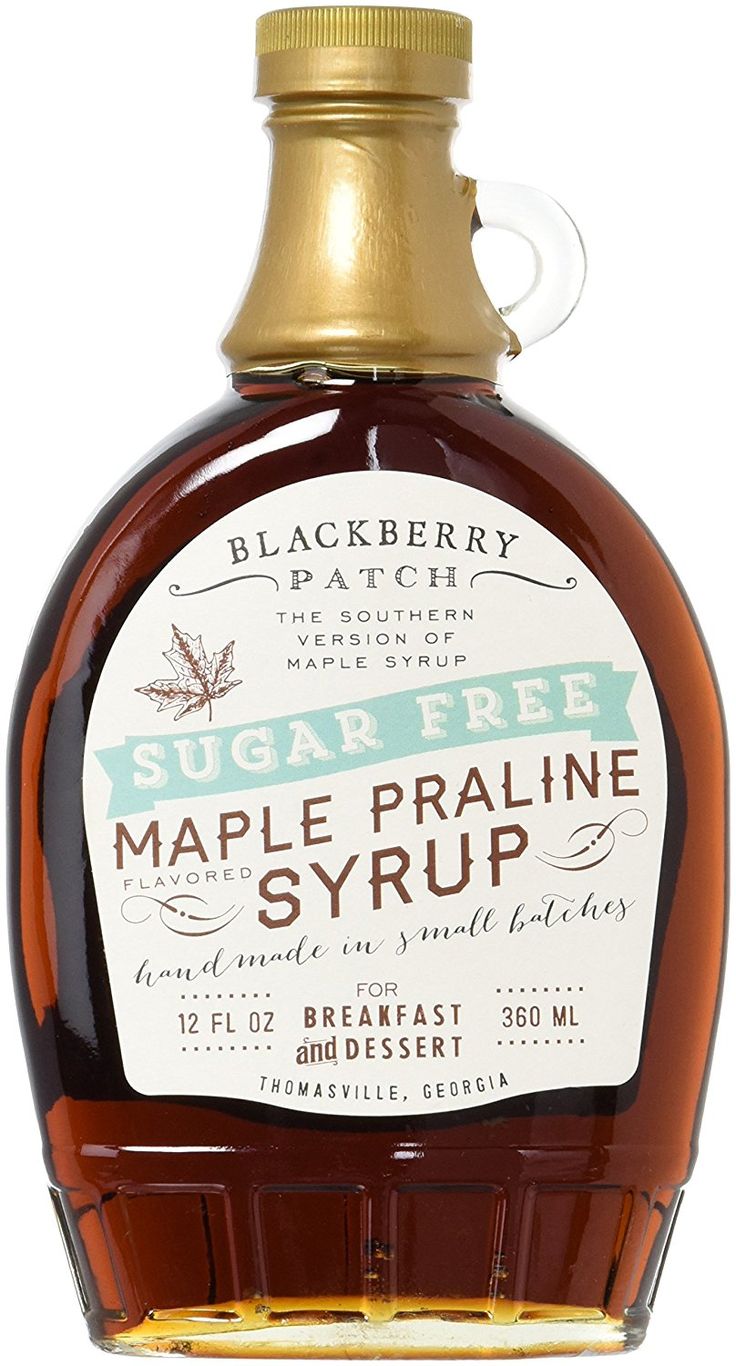 BLACKBERRY
PATCH
THE SOUTHERN
VERSION OF
MAPLE SYRUP
SUGAR FREE
MAPLE PRALINE
FLAVORED SYRUP
handmade in small batches
12 FL OZ
FOR
BREAKFAST
and DESSERT
360 ML
THOMASVILLE, GEORGIA